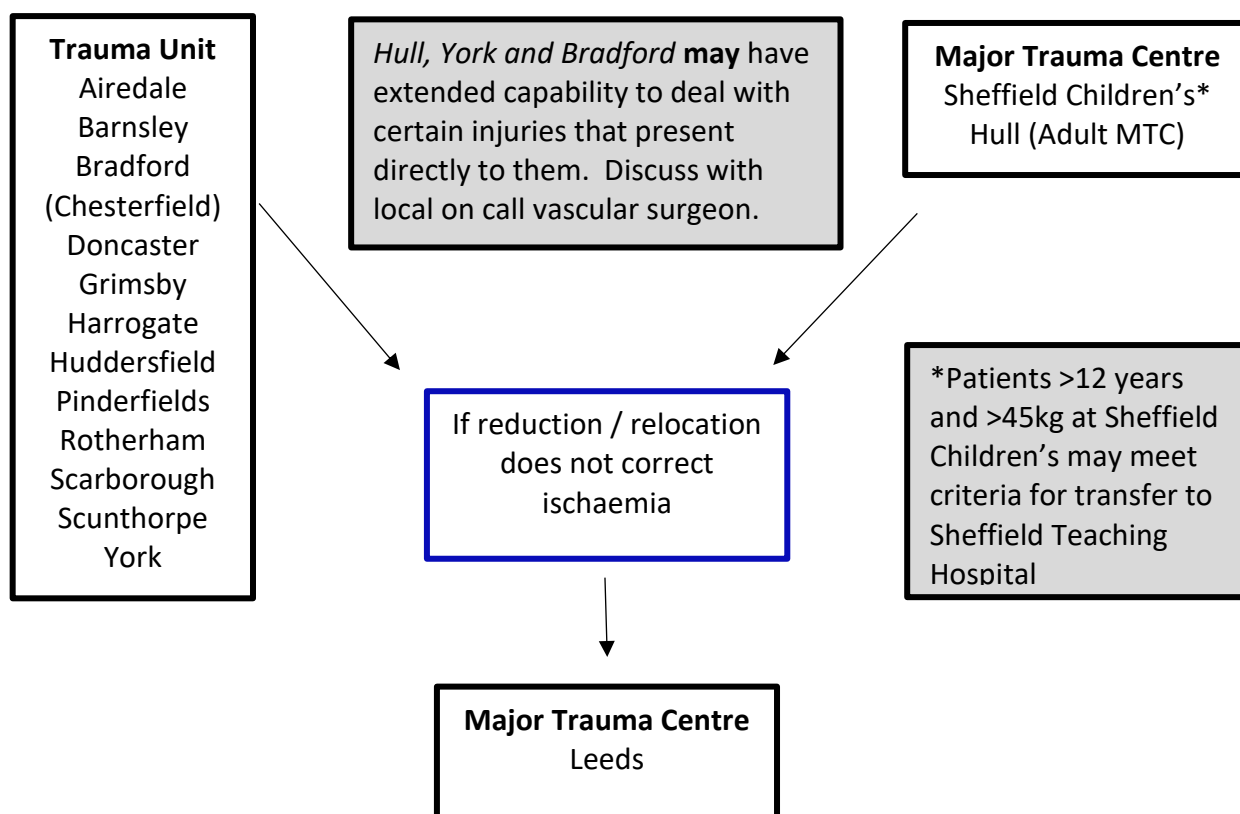 Trauma Unit
Airedale
Barnsley
Bradford
(Chesterfield)
Doncaster
Grimsby
Harrogate
Huddersfield
Pinderfields
Rotherham
Scarborough
Scunthorpe
York
Hull, York and Bradford may have
extended capability to deal with
certain injuries that present
directly to them.  Discuss with
local on call vascular surgeon.
Major Trauma Centre
Sheffield Children’s*
Hull (Adult MTC)
*Patients >12 years
and >45kg at Sheffield
Children’s may meet
criteria for transfer to
Sheffield Teaching
Hospital
If reduction / relocation
does not correct
ischaemia
Major Trauma Centre
Leeds